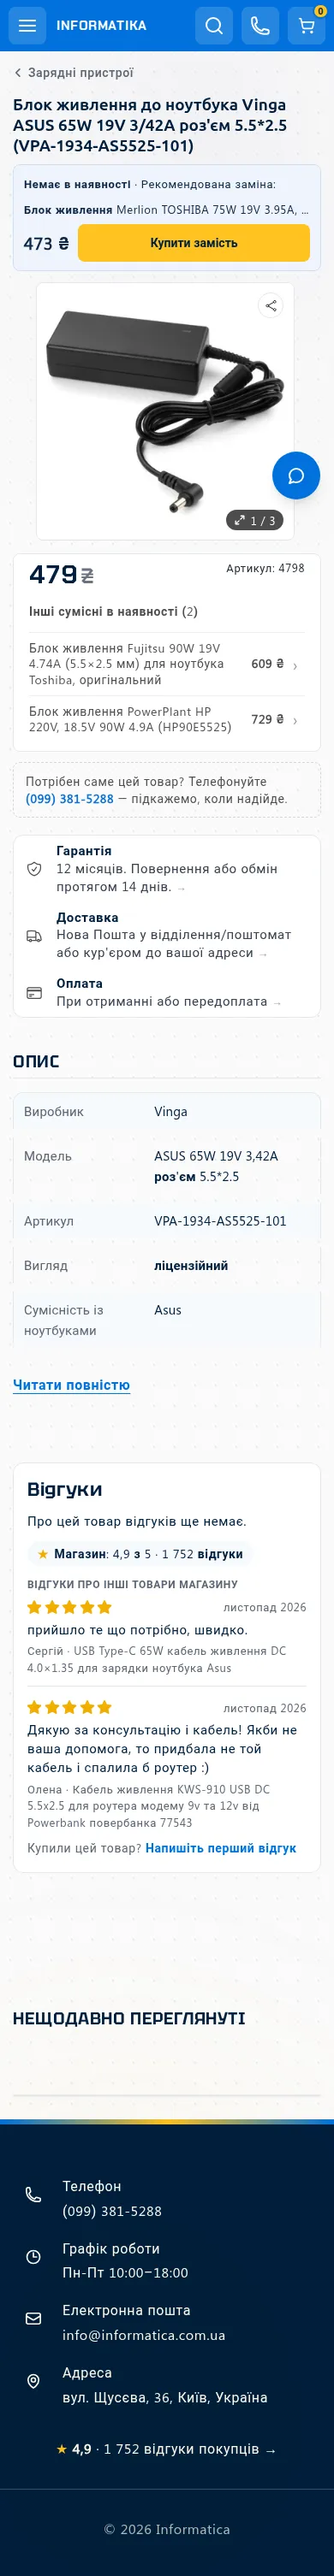 INFORMATIKA
0
Зарядні пристрої
Блок живлення до ноутбука Vinga
ASUS 65W 19V 3/42A роз'єм 5.5*2.5
(VPA-1934-AS5525-101)
Немає в наявності · Рекомендована заміна:
Блок живлення Merlion TOSHIBA 75W 19V 3.95A, …
473 ₴
Купити замість
1 / 3
479 ₴
Артикул: 4798
Інші сумісні в наявності (2)
Блок живлення Fujitsu 90W 19V
4.74A (5.5×2.5 мм) для ноутбука
Toshiba, оригінальний
609 ₴ ›
Блок живлення PowerPlant HP
220V, 18.5V 90W 4.9A (HP90E5525)
729 ₴ ›
Потрібен саме цей товар? Телефонуйте
(099) 381-5288 — підкажемо, коли надійде.
Гарантія
12 місяців. Повернення або обмін
протягом 14 днів. →
Доставка
Нова Пошта у відділення/поштомат
або кур'єром до вашої адреси →
Оплата
При отриманні або передоплата →
ОПИС
Виробник
Vinga
Модель
ASUS 65W 19V 3,42A
роз'єм 5.5*2.5
Артикул
VPA-1934-AS5525-101
Вигляд
ліцензійний
Сумісність із
ноутбуками
Asus
Читати повністю
Відгуки
Про цей товар відгуків ще немає.
★ Магазин: 4,9 з 5 · 1 752 відгуки
ВІДГУКИ ПРО ІНШІ ТОВАРИ МАГАЗИНУ
★★★★★ листопад 2026
прийшло те що потрібно, швидко.
Сергій · USB Type-C 65W кабель живлення DC
4.0×1.35 для зарядки ноутбука Asus
★★★★★ листопад 2026
Дякую за консультацію і кабель! Якби не
ваша допомога, то придбала не той
кабель і спалила б роутер :)
Олена · Кабель живлення KWS-910 USB DC
5.5x2.5 для роутера модему 9v та 12v від
Powerbank повербанка 77543
Купили цей товар? Напишіть перший відгук
НЕЩОДАВНО ПЕРЕГЛЯНУТІ
Телефон
(099) 381-5288
Графік роботи
Пн-Пт 10:00–18:00
Електронна пошта
info@informatica.com.ua
Адреса
вул. Щусєва, 36, Київ, Україна
★ 4,9 · 1 752 відгуки покупців →
© 2026 Informatica